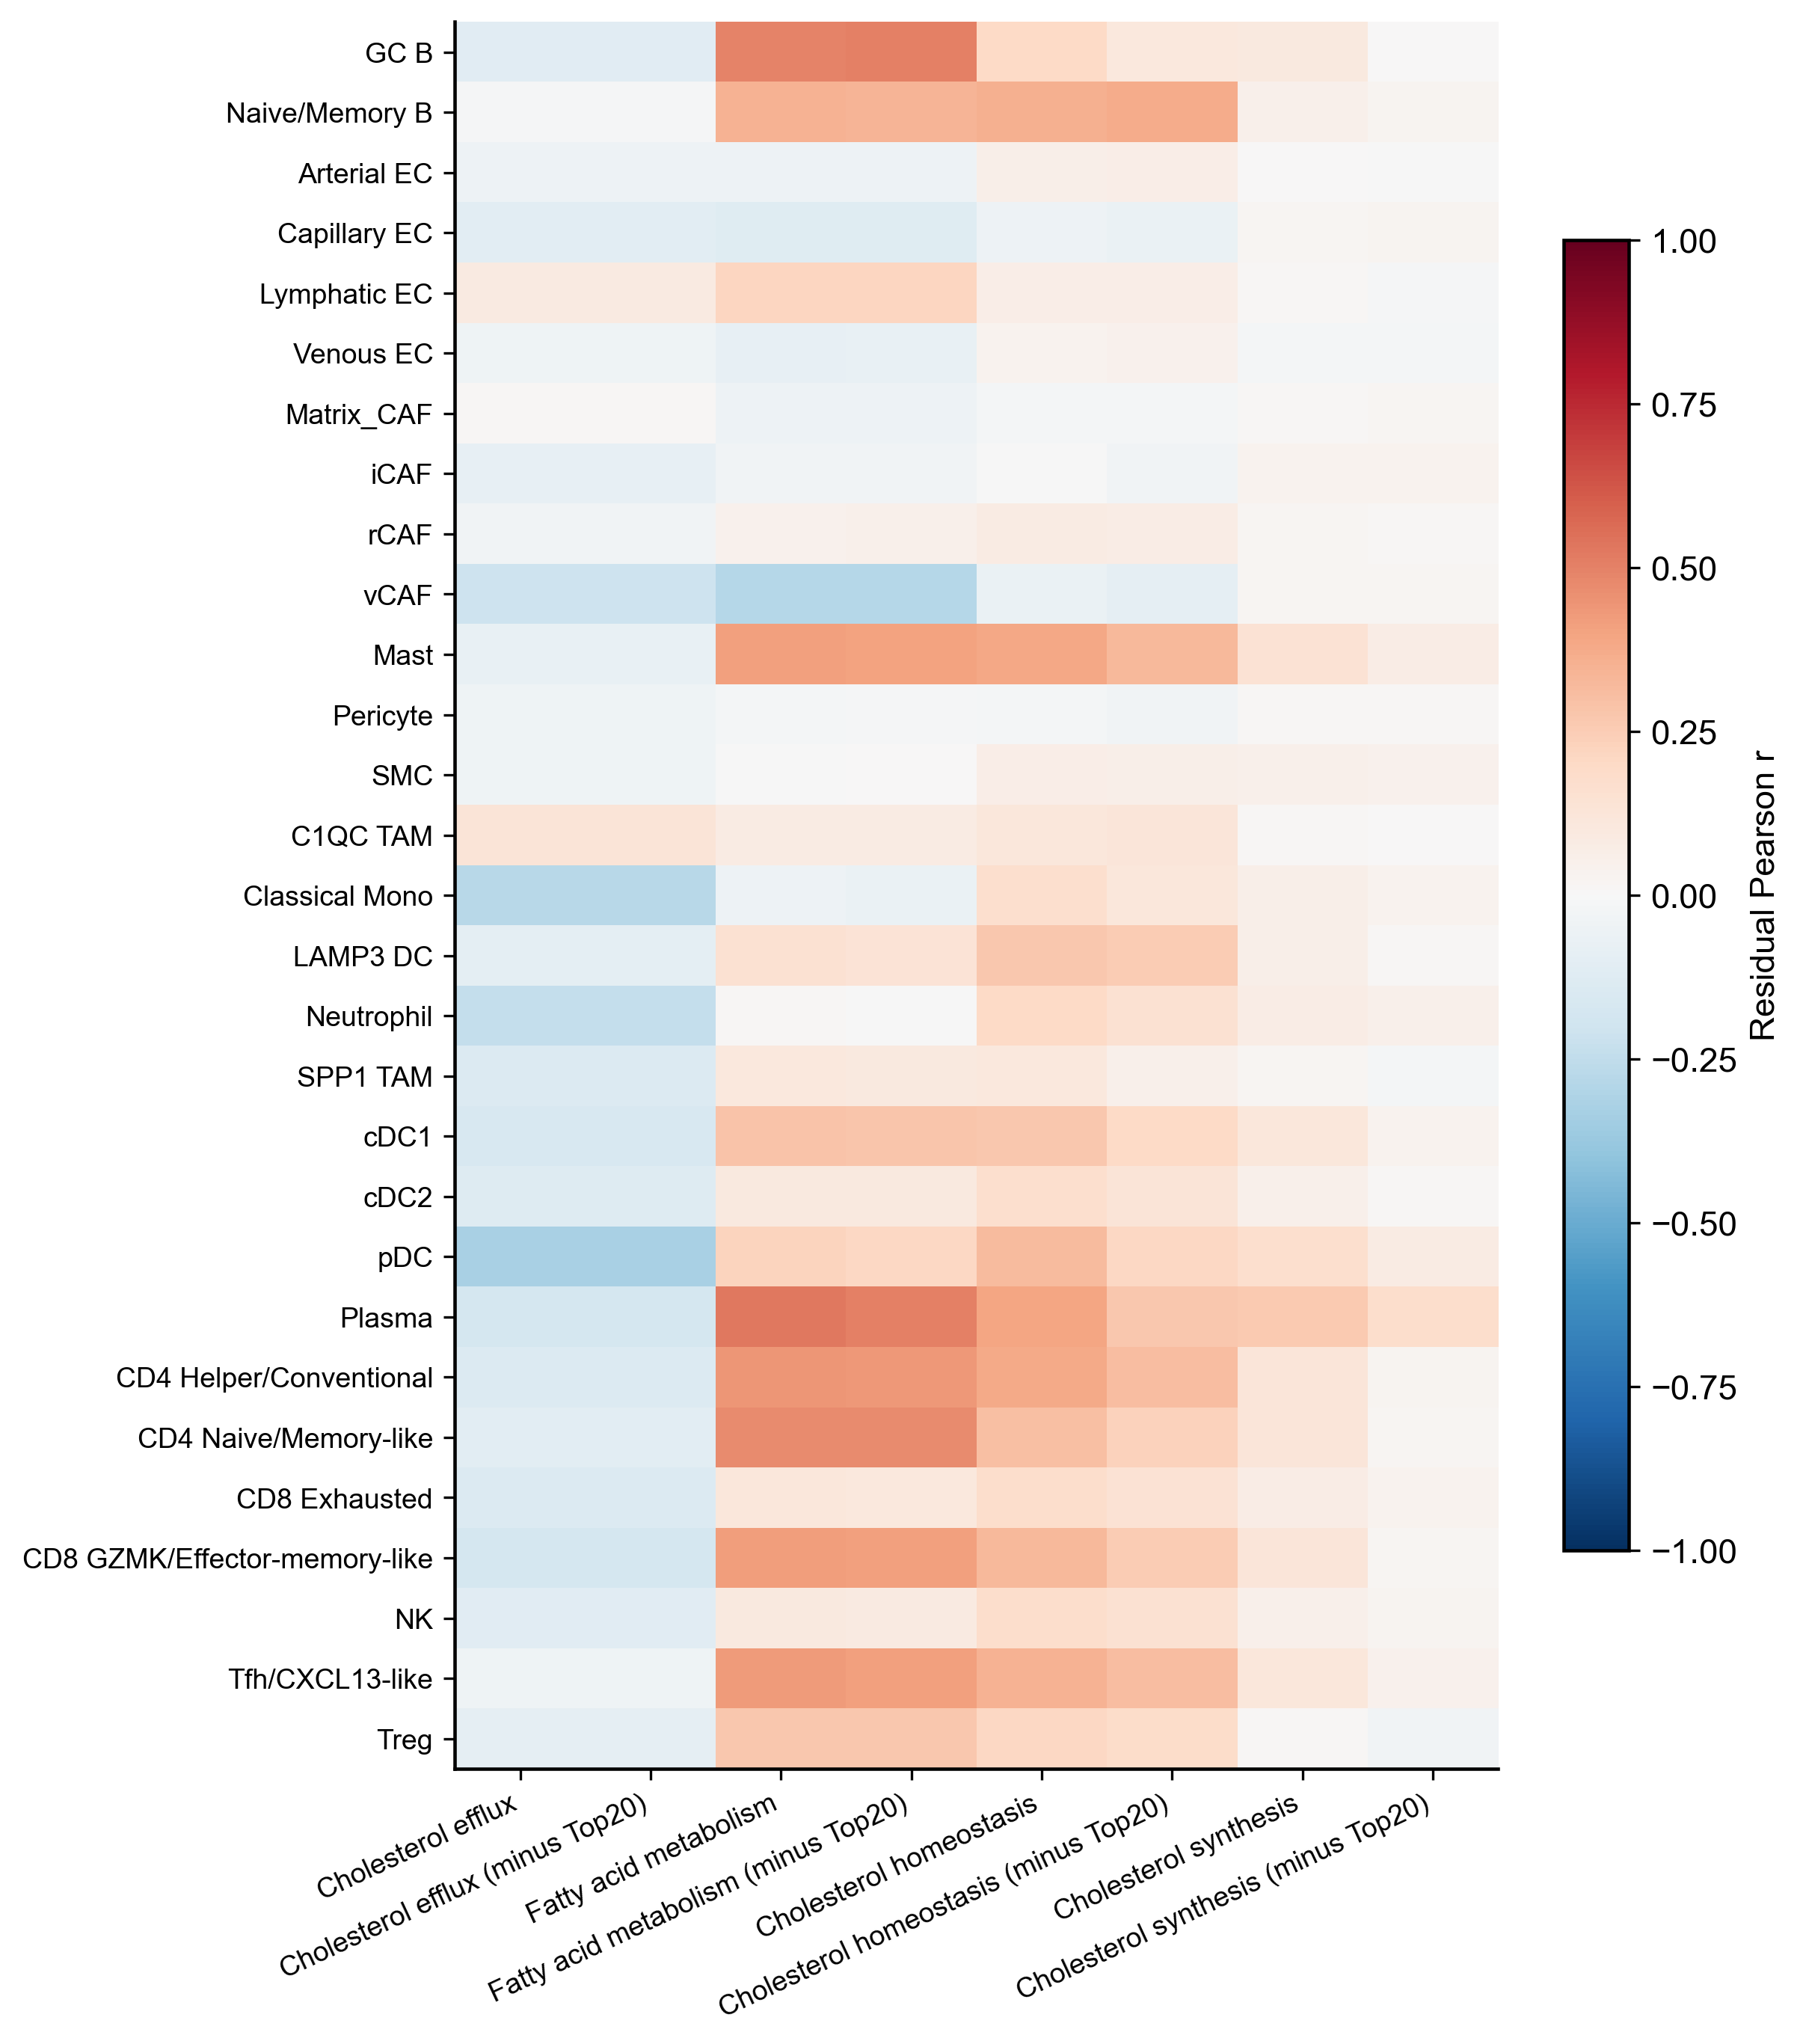 GC B
Naive/Memory B
Arterial EC
Capillary EC
Lymphatic EC
Venous EC
Matrix_CAF
iCAF
rCAF
vCAF
Mast
Pericyte
SMC
C1QC TAM
Classical Mono
LAMP3 DC
Neutrophil
SPP1 TAM
cDC1
cDC2
pDC
Plasma
CD4 Helper/Conventional
CD4 Naive/Memory-like
CD8 Exhausted
CD8 GZMK/Effector-memory-like
NK
Tfh/CXCL13-like
Treg
Cholesterol efflux
Cholesterol efflux (minus Top20)
Fatty acid metabolism
Fatty acid metabolism (minus Top20)
Cholesterol homeostasis
Cholesterol homeostasis (minus Top20)
Cholesterol synthesis
Cholesterol synthesis (minus Top20)
1.00
0.75
0.50
0.25
0.00
−0.25
−0.50
−0.75
−1.00
Residual Pearson r